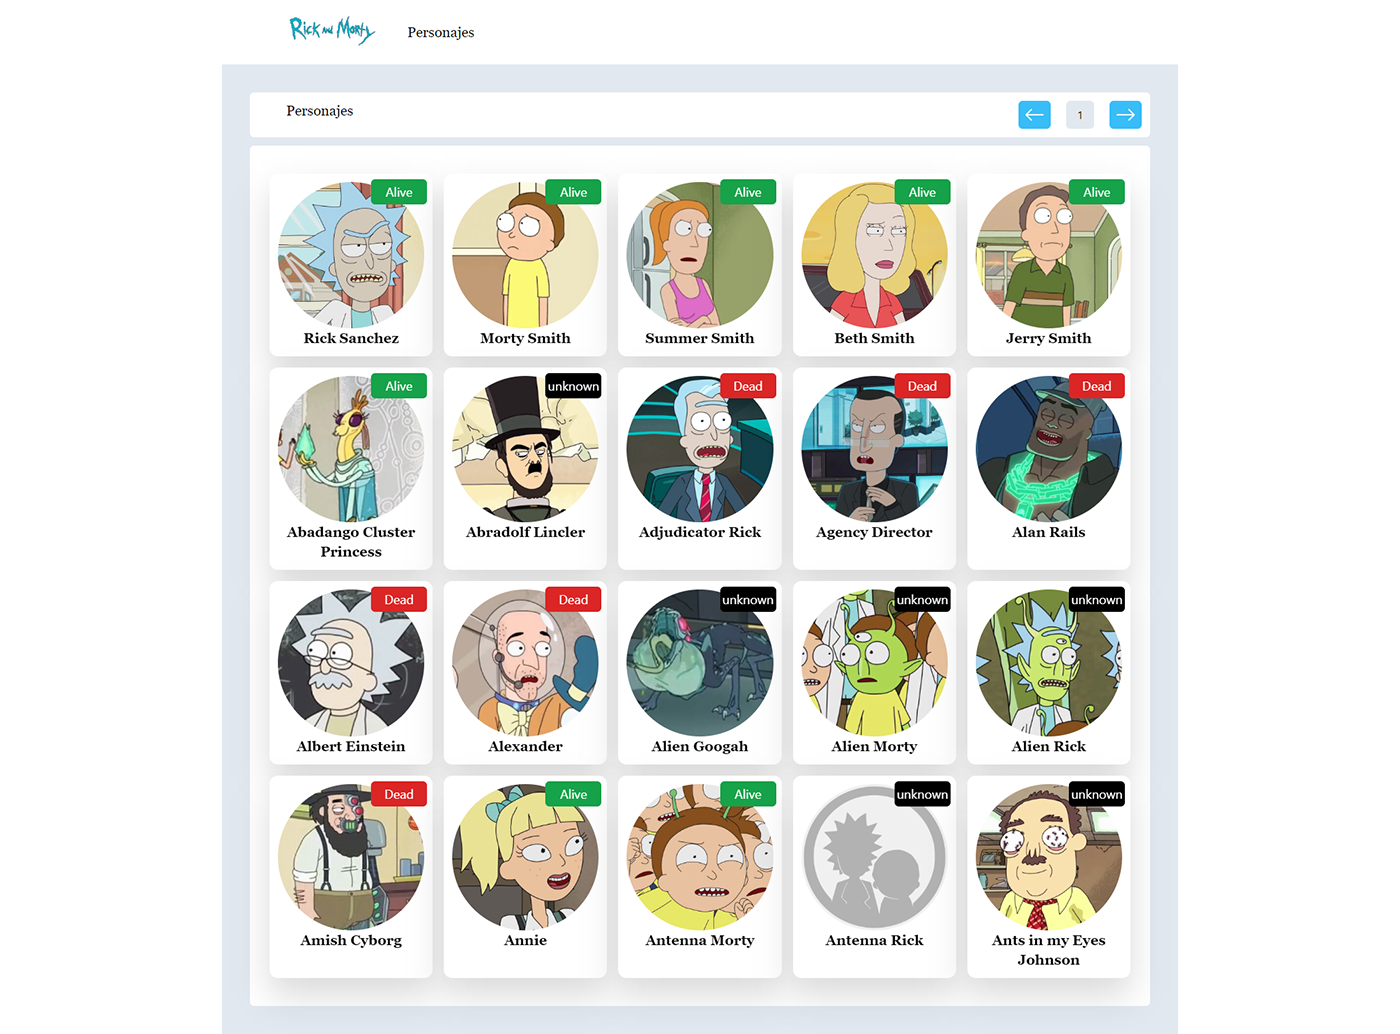 Rick and Morty
Personajes
Personajes
1
Alive
Alive
Alive
Alive
Alive
Rick Sanchez
Morty Smith
Summer Smith
Beth Smith
Jerry Smith
Alive
unknown
Dead
Dead
Dead
Abadango Cluster
Princess
Abradolf Lincler
Adjudicator Rick
Agency Director
Alan Rails
Dead
Dead
unknown
unknown
unknown
Albert Einstein
Alexander
Alien Googah
Alien Morty
Alien Rick
Dead
Alive
Alive
unknown
unknown
Amish Cyborg
Annie
Antenna Morty
Antenna Rick
Ants in my Eyes
Johnson